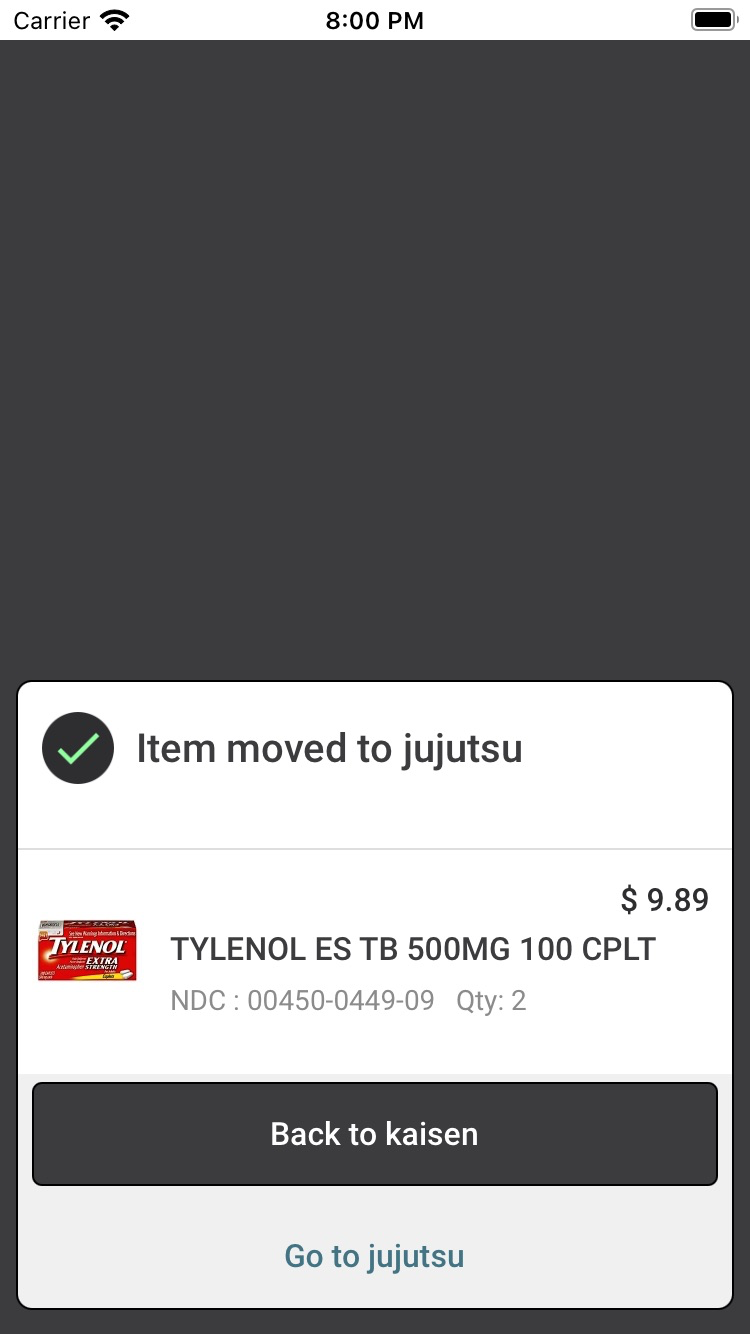 Carrier
8:00 PM
Item moved to jujutsu
$ 9.89
TYLENOL
EXTRA
STRENGTH
TYLENOL ES TB 500MG 100 CPLT
NDC : 00450-0449-09 Qty: 2
Back to kaisen
Go to jujutsu